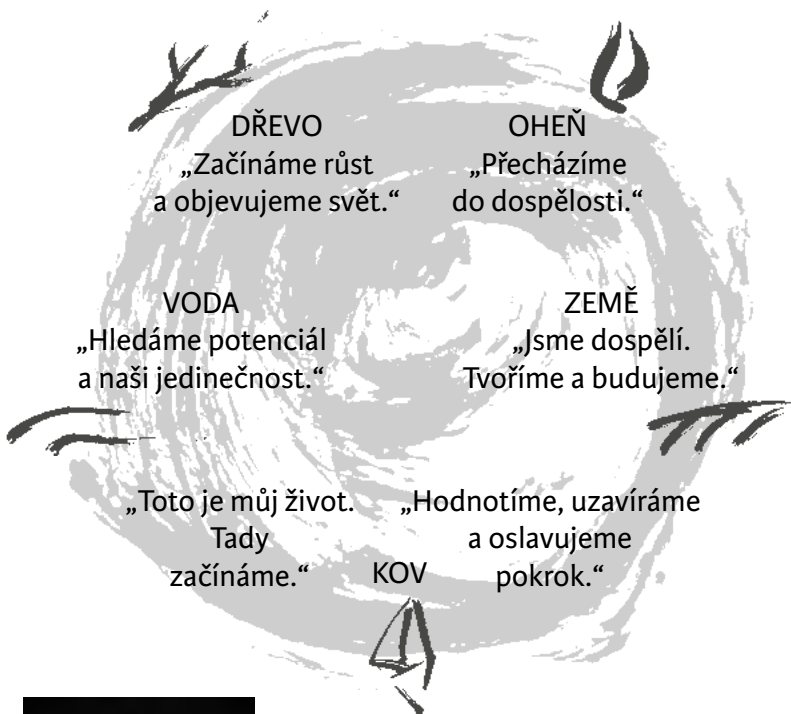 DŘEVO
„Začínáme růst
a objevujeme svět.“
OHEŇ
„Přecházíme
do dospělosti.“
VODA
„Hledáme potenciál
a naši jedinečnost.“
ZEMĚ
„Jsme dospělí.
Tvoříme a budujeme.“
„Toto je můj život.
Tady
začínáme.“
KOV
„Hodnotíme, uzavíráme
a oslavujeme
pokrok.“